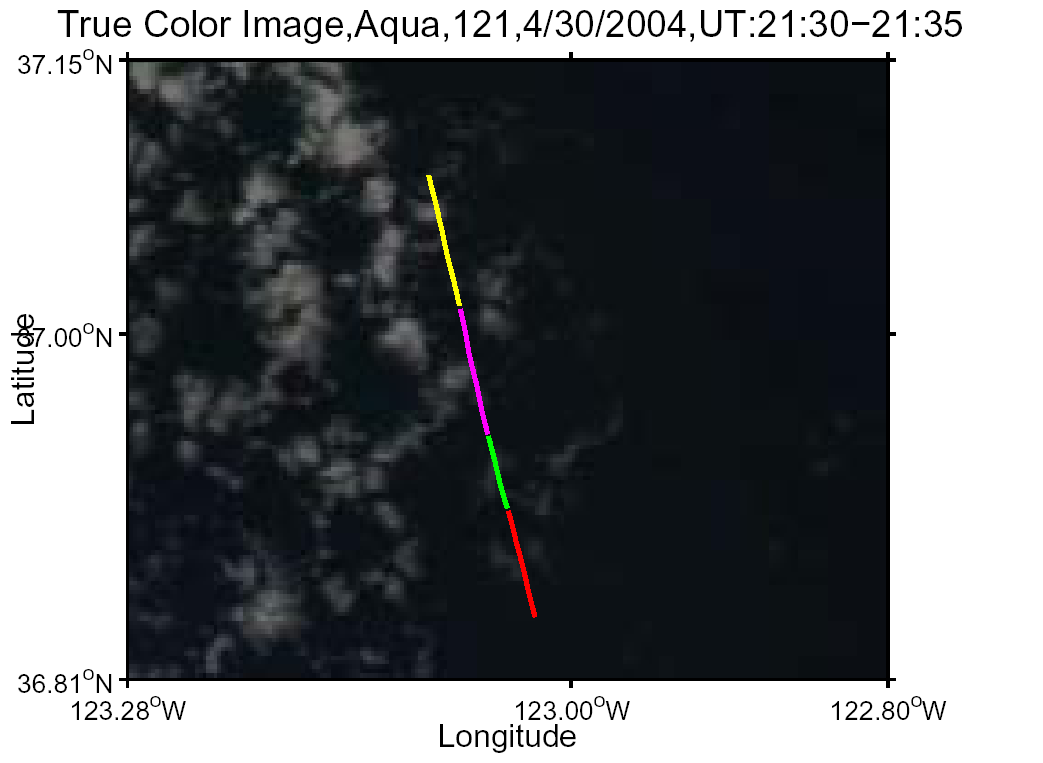 True Color Image,Aqua,121,4/30/2004,UT:21:30−21:35
37.15°N
37.00°N
Latitude
36.81°N
123.28°W
123.00°W
122.80°W
Longitude